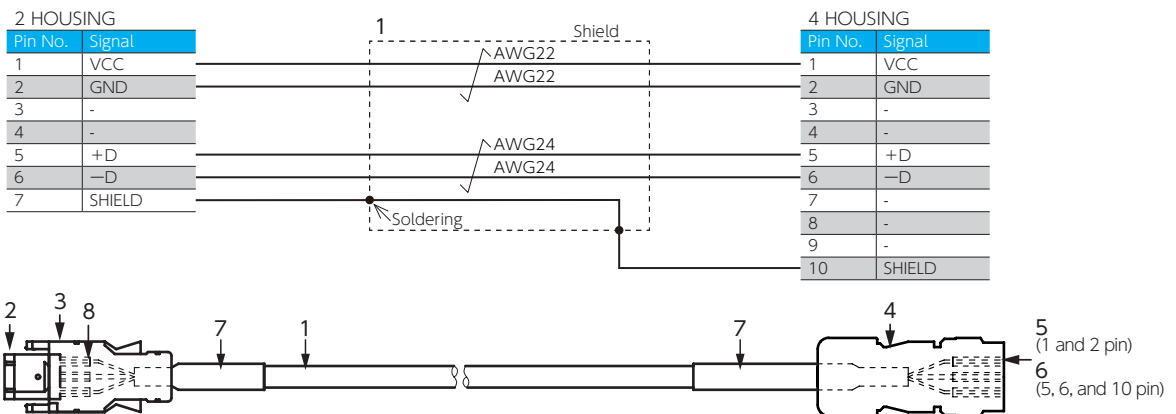 2 HOUSING
Pin No. Signal
1 VCC
2 GND
3 -
4 -
5 +D
6 −D
7 SHIELD
1
Shield
AWG22
AWG22
AWG24
AWG24
Soldering
4 HOUSING
Pin No. Signal
1 VCC
2 GND
3 -
4 -
5 +D
6 −D
7 -
8 -
9 -
10 SHIELD
2
3
8
7
1
7
4
5
(1 and 2 pin)
6
(5, 6, and 10 pin)